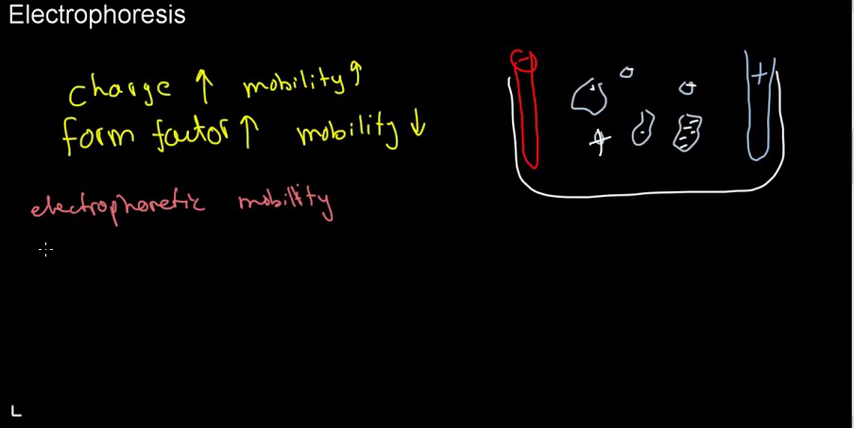 Electrophoresis
charge ↑ mobility ↑
form factor ↑ mobility ↓
electrophoretic mobility
- +
L